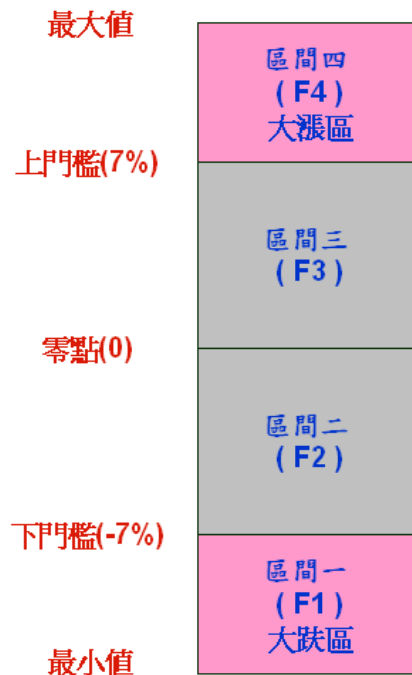 最大值
區間四
( F4 )
大漲區
上門檻(7%)
區間三
( F3 )
零點(0)
區間二
( F2 )
下門檻(-7%)
區間一
( F1 )
大跌區
最小值